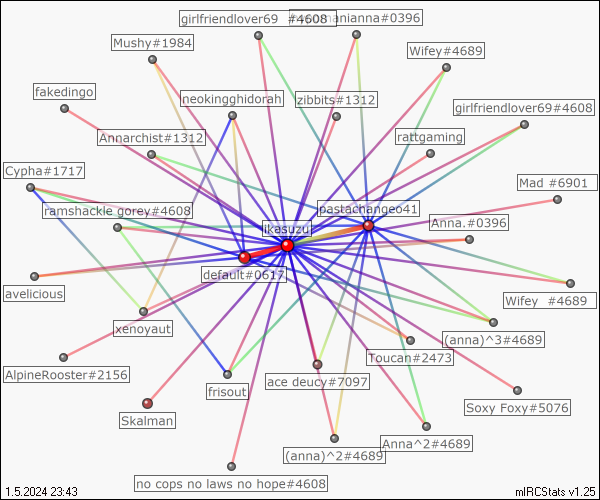 girlfriendlover69 #4608
manianna#0396
Mushy#1984
Wifey#4689
fakedingo
neokingghidorah
zibbits#1312
girlfriendlover69#4608
Annarchist#1312
rattgaming
Cypha#1717
Mad #6901
ramshackle gorey#4608
pastachangeo41
ikasuzu
Anna.#0396
default#0617
avelicious
Wifey #4689
xenoyaut
(anna)^3#4689
Toucan#2473
AlpineRooster#2156
frisout
ace deucy#7097
Soxy Foxy#5076
Skalman
Anna^2#4689
(anna)^2#4689
no cops no laws no hope#4608
1.5.2024 23:43
mIRCStats v1.25